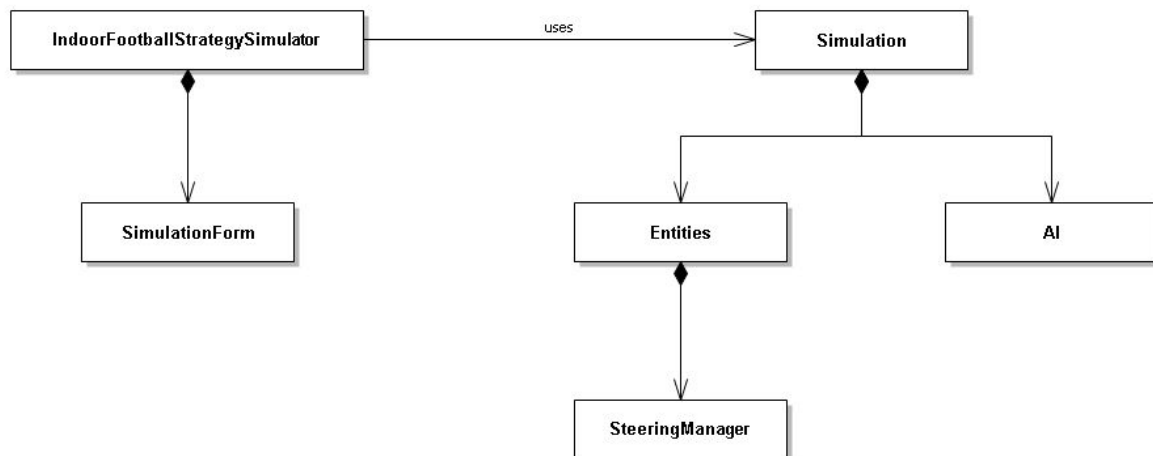 IndoorFootballStrategySimulator
uses
Simulation
SimulationForm
Entities
AI
SteeringManager